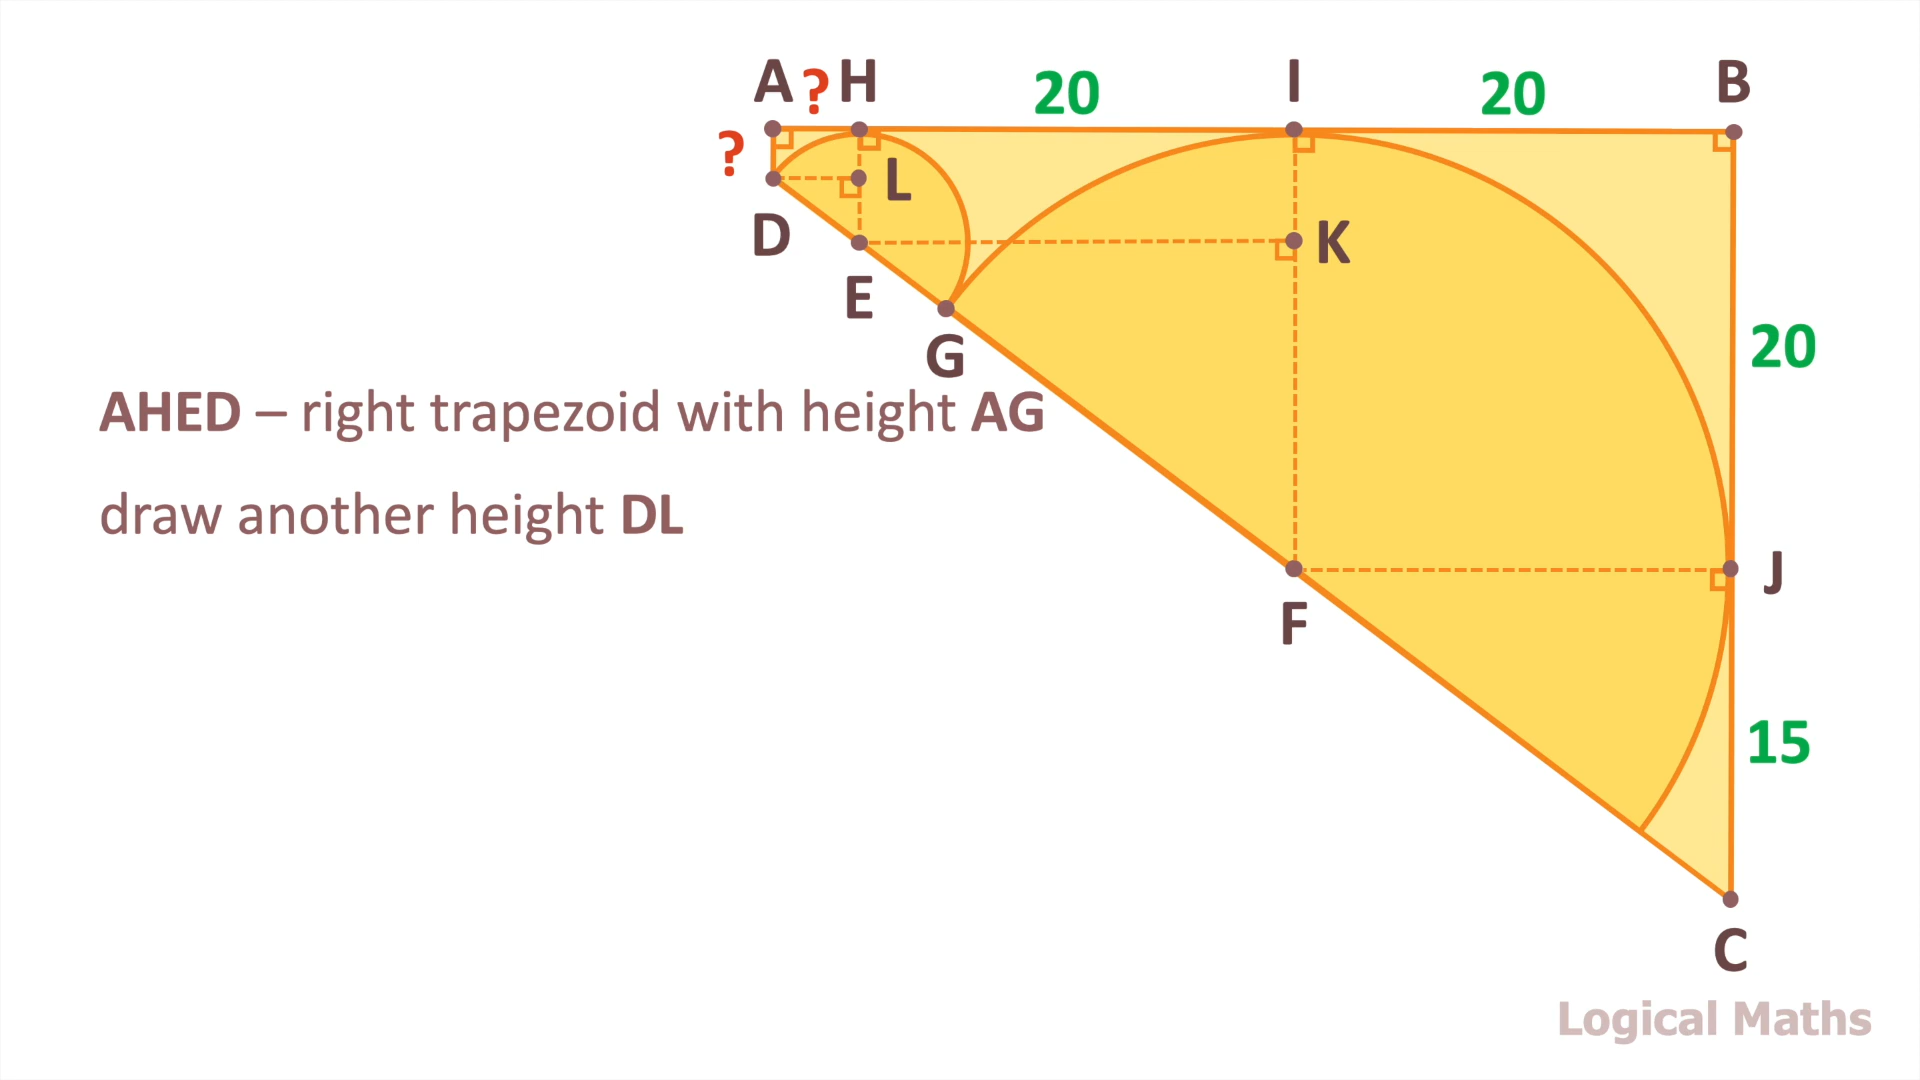 A ? H 20 I 20 B
?
L
D
K
E
20
G
AHED – right trapezoid with height AG
draw another height DL
J
F
15
C
Logical Maths